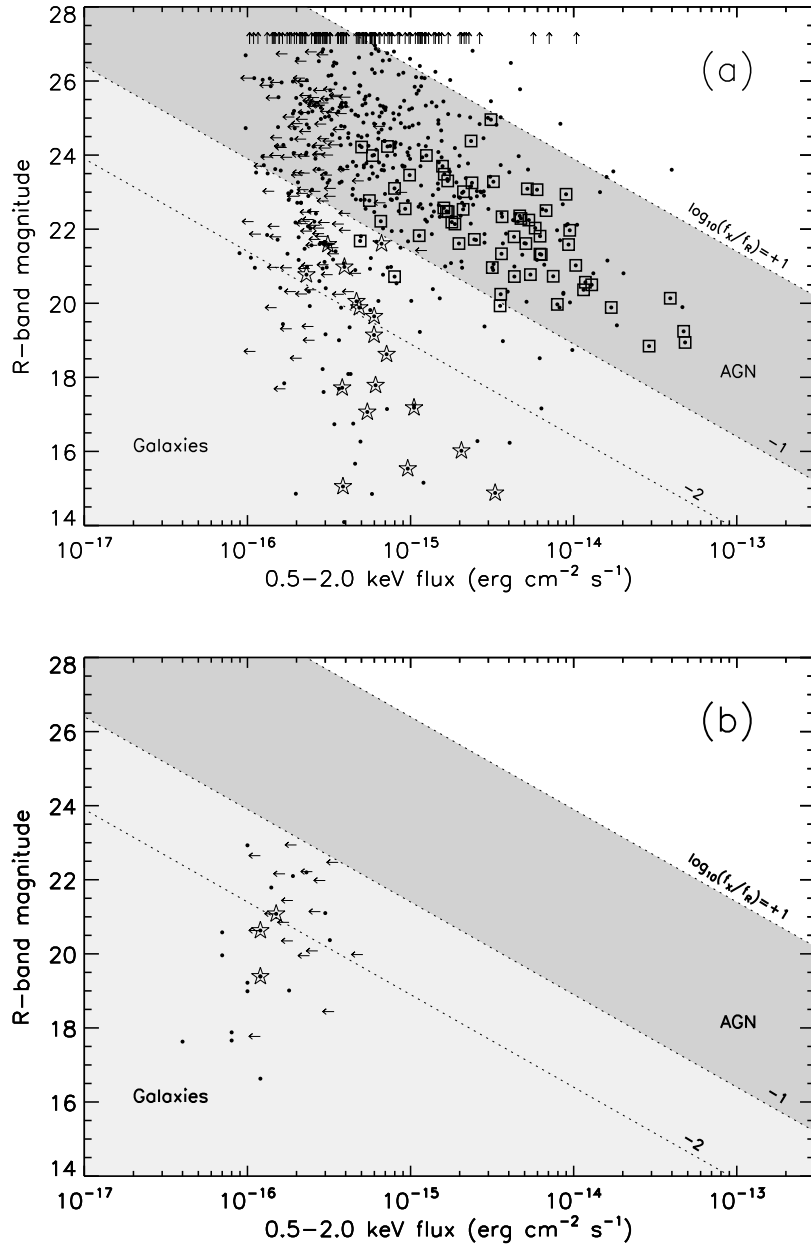 (a)
R-band magnitude
28
26
24
22
20
18
16
14
log₁₀(fₓ/f_R)=+1
AGN
-1
-2
Galaxies
10⁻¹⁷ 10⁻¹⁶ 10⁻¹⁵ 10⁻¹⁴ 10⁻¹³
0.5-2.0 keV flux (erg cm⁻² s⁻¹)
(b)
R-band magnitude
28
26
24
22
20
18
16
14
log₁₀(fₓ/f_R)=+1
AGN
-1
-2
Galaxies
10⁻¹⁷ 10⁻¹⁶ 10⁻¹⁵ 10⁻¹⁴ 10⁻¹³
0.5-2.0 keV flux (erg cm⁻² s⁻¹)